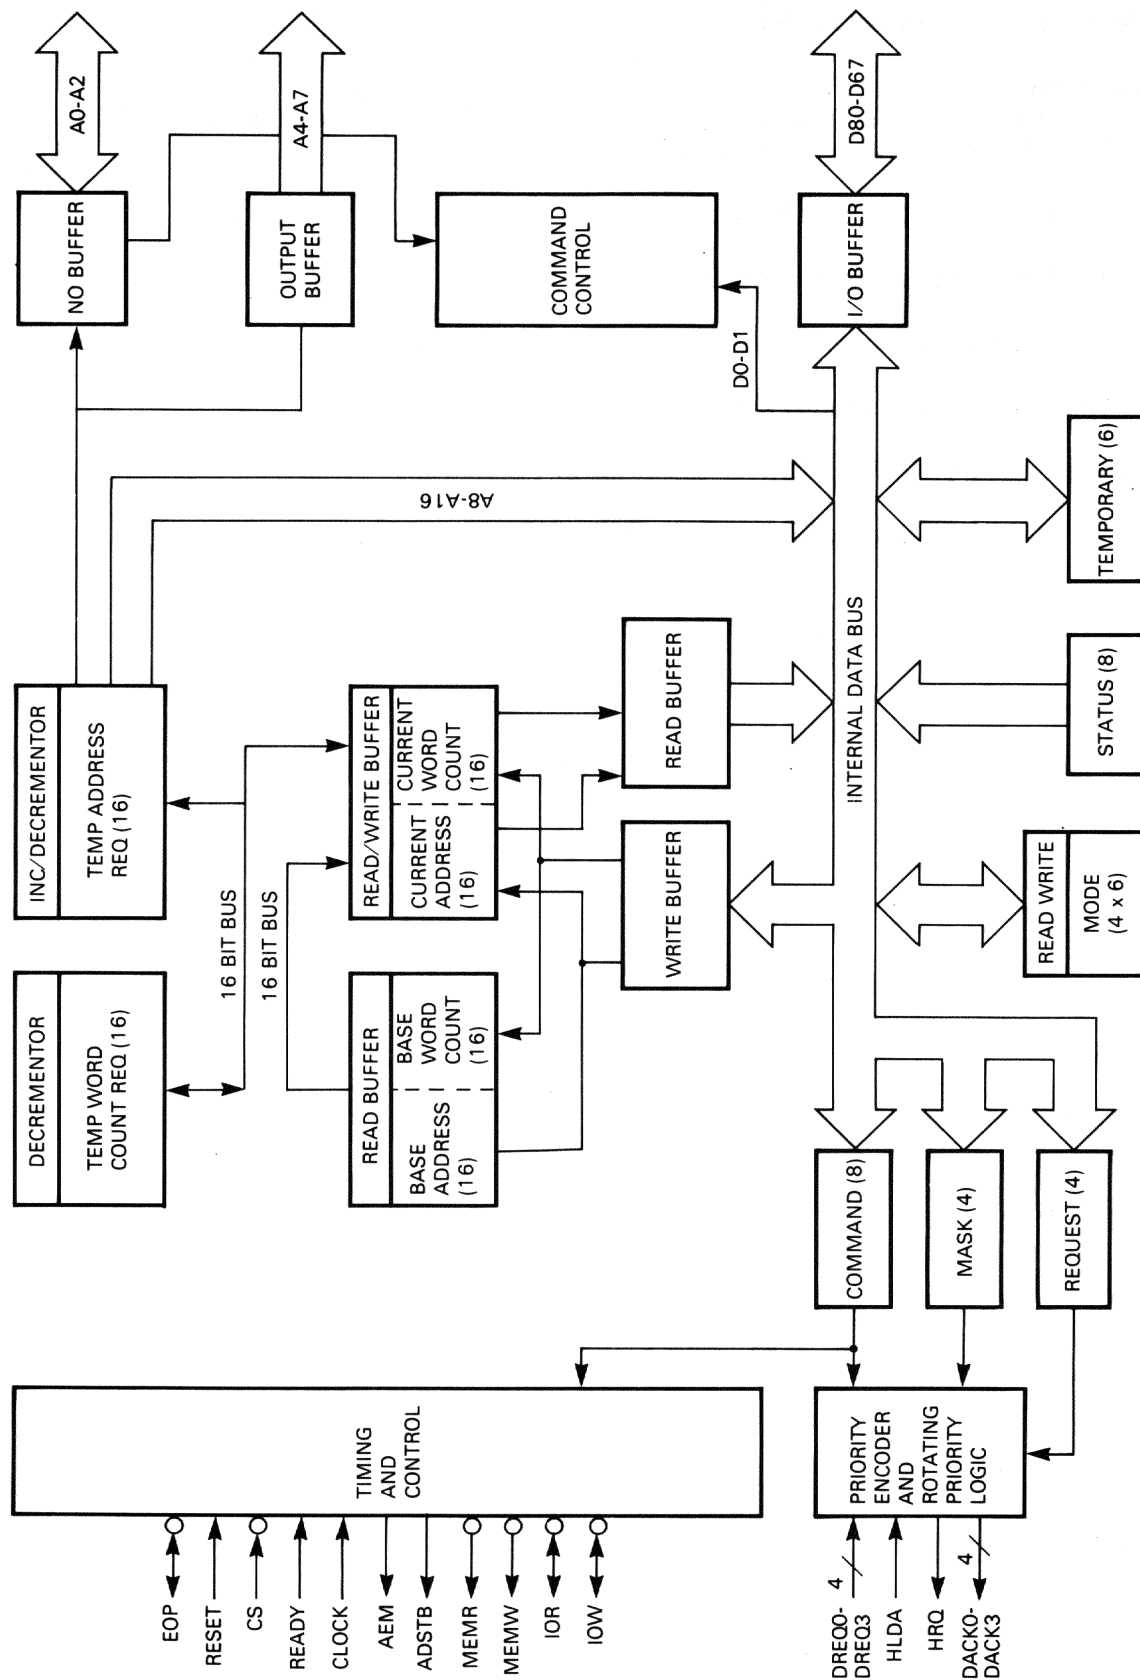 DECREMENTOR
TEMP WORD
COUNT REQ (16)
INC/DECREMENTOR
TEMP ADDRESS
REQ (16)
NO BUFFER
A0-A2
OUTPUT
BUFFER
A4-A7
16 BIT BUS
16 BIT BUS
READ BUFFER
BASE
ADDRESS
(16)
BASE
WORD
COUNT
(16)
READ/WRITE BUFFER
CURRENT
ADDRESS
(16)
CURRENT
WORD
COUNT
(16)
A8-A16
COMMAND
CONTROL
WRITE BUFFER
READ BUFFER
D0-D1
I/O BUFFER
D80-D67
INTERNAL DATA BUS
TIMING
AND
CONTROL
EOP
RESET
CS
READY
CLOCK
AEM
ADSTB
MEMR
MEMW
IOR
IOW
COMMAND (8)
MASK (4)
REQUEST (4)
READ WRITE
MODE
(4 x 6)
STATUS (8)
TEMPORARY (6)
PRIORITY
ENCODER
AND
ROTATING
PRIORITY
LOGIC
DREQ0-
DREQ3
4
HLDA
HRQ
DACK0-
DACK3
4